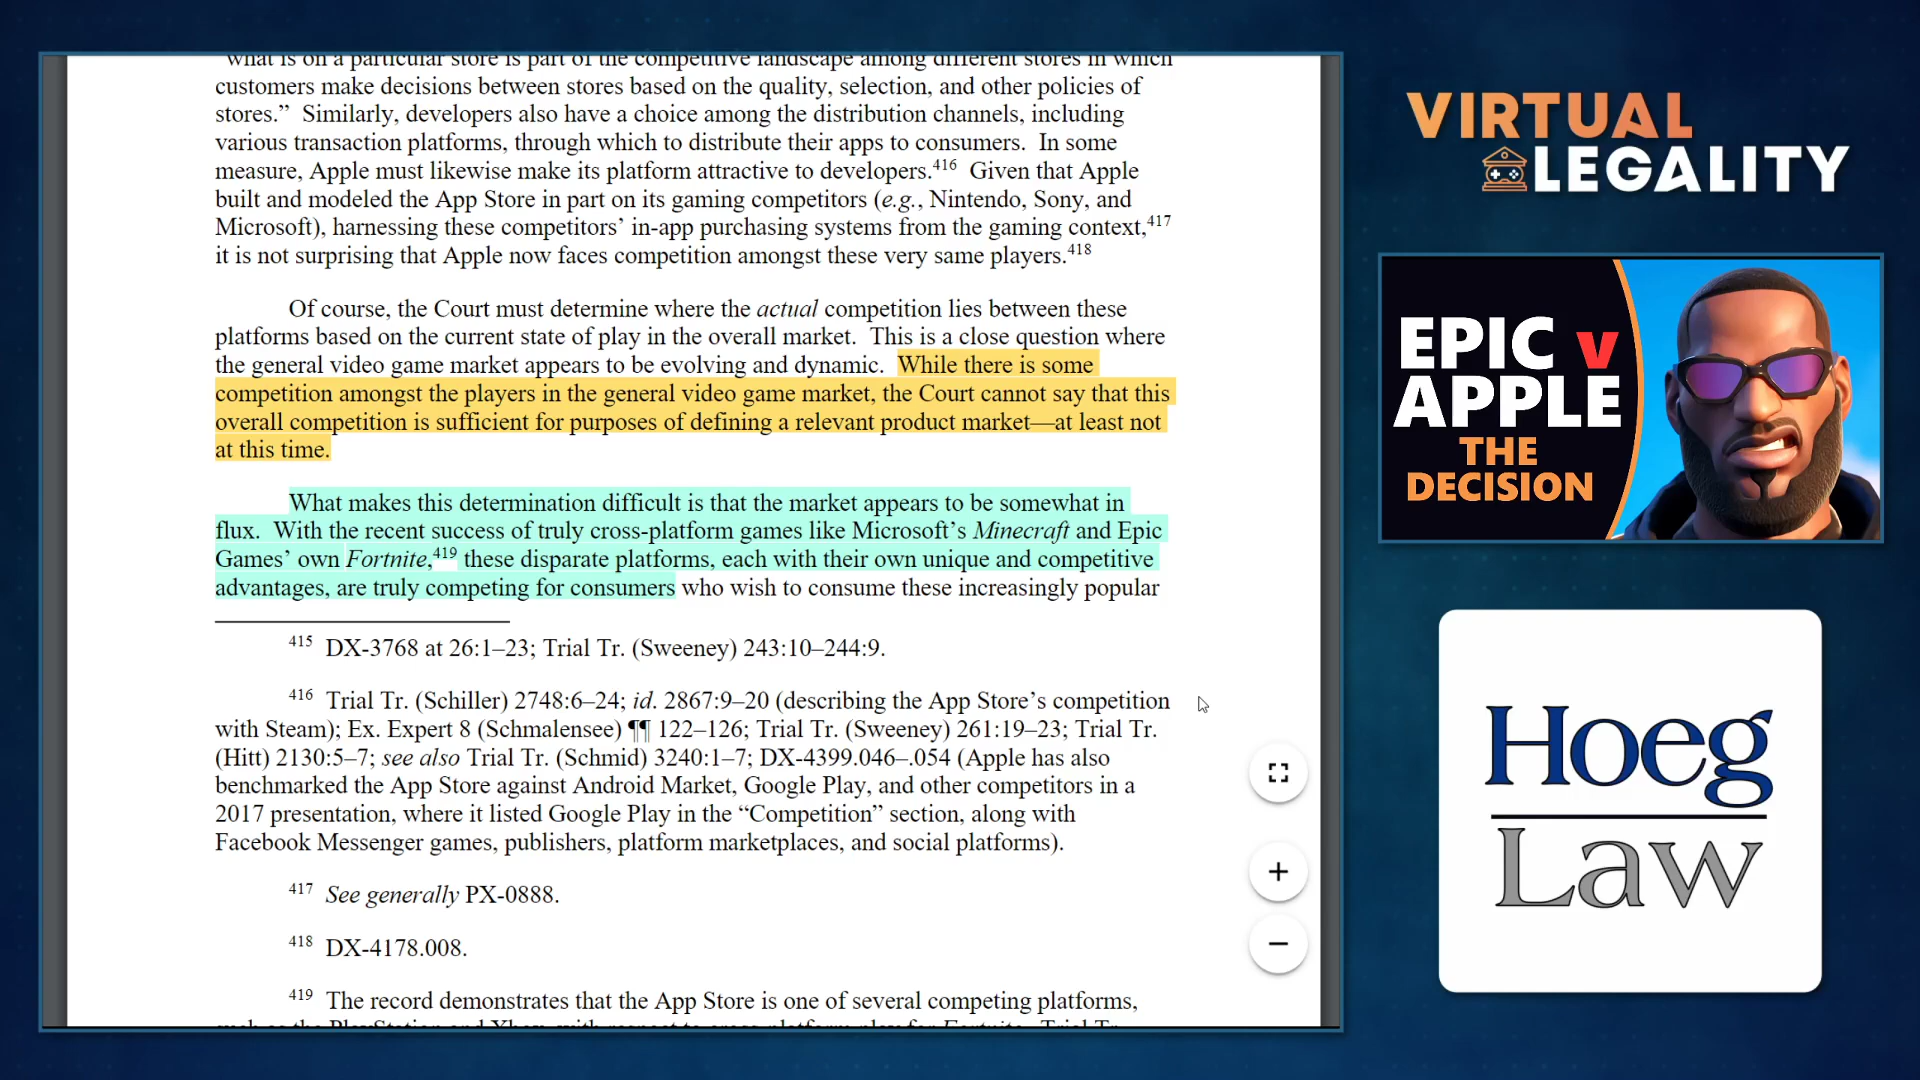 what is on a particular store is part of the competitive landscape among different stores in which
customers make decisions between stores based on the quality, selection, and other policies of
stores.” Similarly, developers also have a choice among the distribution channels, including
various transaction platforms, through which to distribute their apps to consumers. In some
measure, Apple must likewise make its platform attractive to developers.416 Given that Apple
built and modeled the App Store in part on its gaming competitors (e.g., Nintendo, Sony, and
Microsoft), harnessing these competitors’ in-app purchasing systems from the gaming context,417
it is not surprising that Apple now faces competition amongst these very same players.418
Of course, the Court must determine where the actual competition lies between these
platforms based on the current state of play in the overall market. This is a close question where
the general video game market appears to be evolving and dynamic. While there is some
competition amongst the players in the general video game market, the Court cannot say that this
overall competition is sufficient for purposes of defining a relevant product market—at least not
at this time.
What makes this determination difficult is that the market appears to be somewhat in
flux. With the recent success of truly cross-platform games like Microsoft’s Minecraft and Epic
Games’ own Fortnite,419 these disparate platforms, each with their own unique and competitive
advantages, are truly competing for consumers who wish to consume these increasingly popular
415 DX-3768 at 26:1–23; Trial Tr. (Sweeney) 243:10–244:9.
416 Trial Tr. (Schiller) 2748:6–24; id. 2867:9–20 (describing the App Store’s competition
with Steam); Ex. Expert 8 (Schmalensee) ¶¶ 122–126; Trial Tr. (Sweeney) 261:19–23; Trial Tr.
(Hitt) 2130:5–7; see also Trial Tr. (Schmid) 3240:1–7; DX-4399.046–.054 (Apple has also
benchmarked the App Store against Android Market, Google Play, and other competitors in a
2017 presentation, where it listed Google Play in the “Competition” section, along with
Facebook Messenger games, publishers, platform marketplaces, and social platforms).
417 See generally PX-0888.
418 DX-4178.008.
419 The record demonstrates that the App Store is one of several competing platforms,
VIRTUAL
LEGALITY
EPIC v
APPLE
THE
DECISION
Hoeg
Law